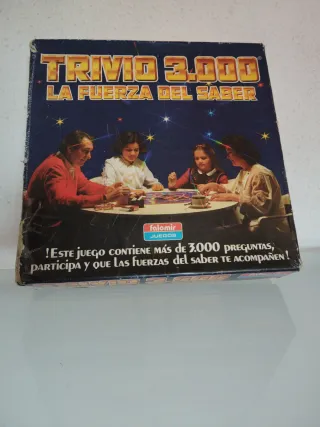 TRIVIO 3.000
LA FUERZA DEL SABER
falomir
JUEGOS
!ESTE JUEGO CONTIENE MÁS DE 3.000 PREGUNTAS,
PARTICIPA Y QUE LAS FUERZAS DEL SABER TE ACOMPAÑEN!